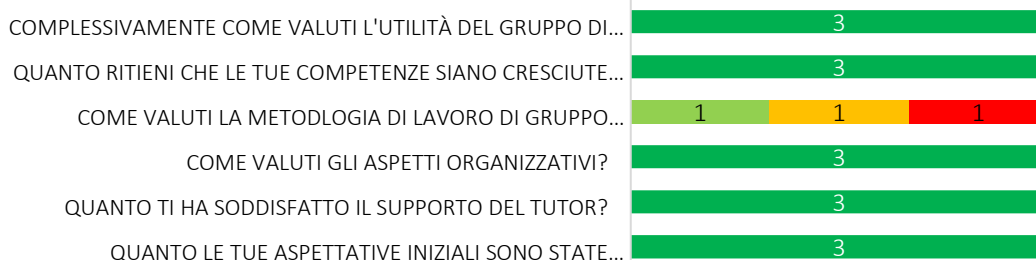 COMPLESSIVAMENTE COME VALUTI L'UTILITÀ DEL GRUPPO DI... 3
QUANTO RITIENI CHE LE TUE COMPETENZE SIANO CRESCIUTE... 3
COME VALUTI LA METODLOGIA DI LAVORO DI GRUPPO... 1 1 1
COME VALUTI GLI ASPETTI ORGANIZZATIVI? 3
QUANTO TI HA SODDISFATTO IL SUPPORTO DEL TUTOR? 3
QUANTO LE TUE ASPETTATIVE INIZIALI SONO STATE... 3